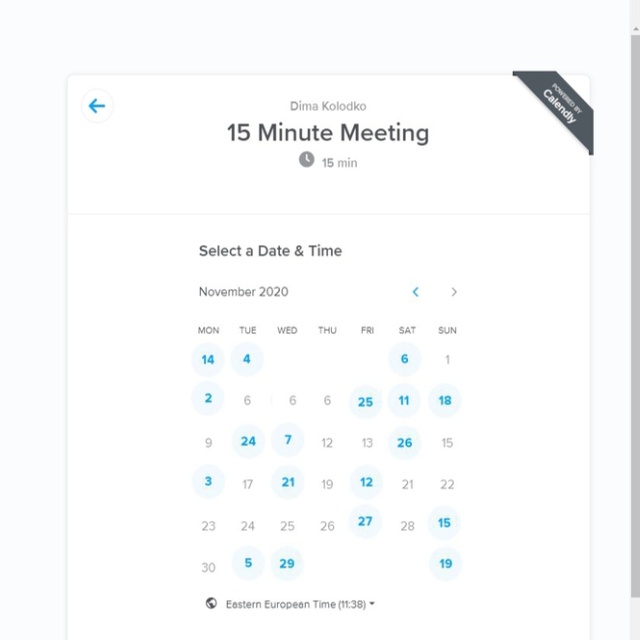 Dima Kolodko
15 Minute Meeting
15 min
POWERED BY
Calendly
Select a Date & Time
November 2020
MON TUE WED THU FRI SAT SUN
14 4 6 1
2 6 6 6 25 11 18
9 24 7 12 13 26 15
3 17 21 19 12 21 22
23 24 25 26 27 28 15
30 5 29 19
Eastern European Time (11:38)